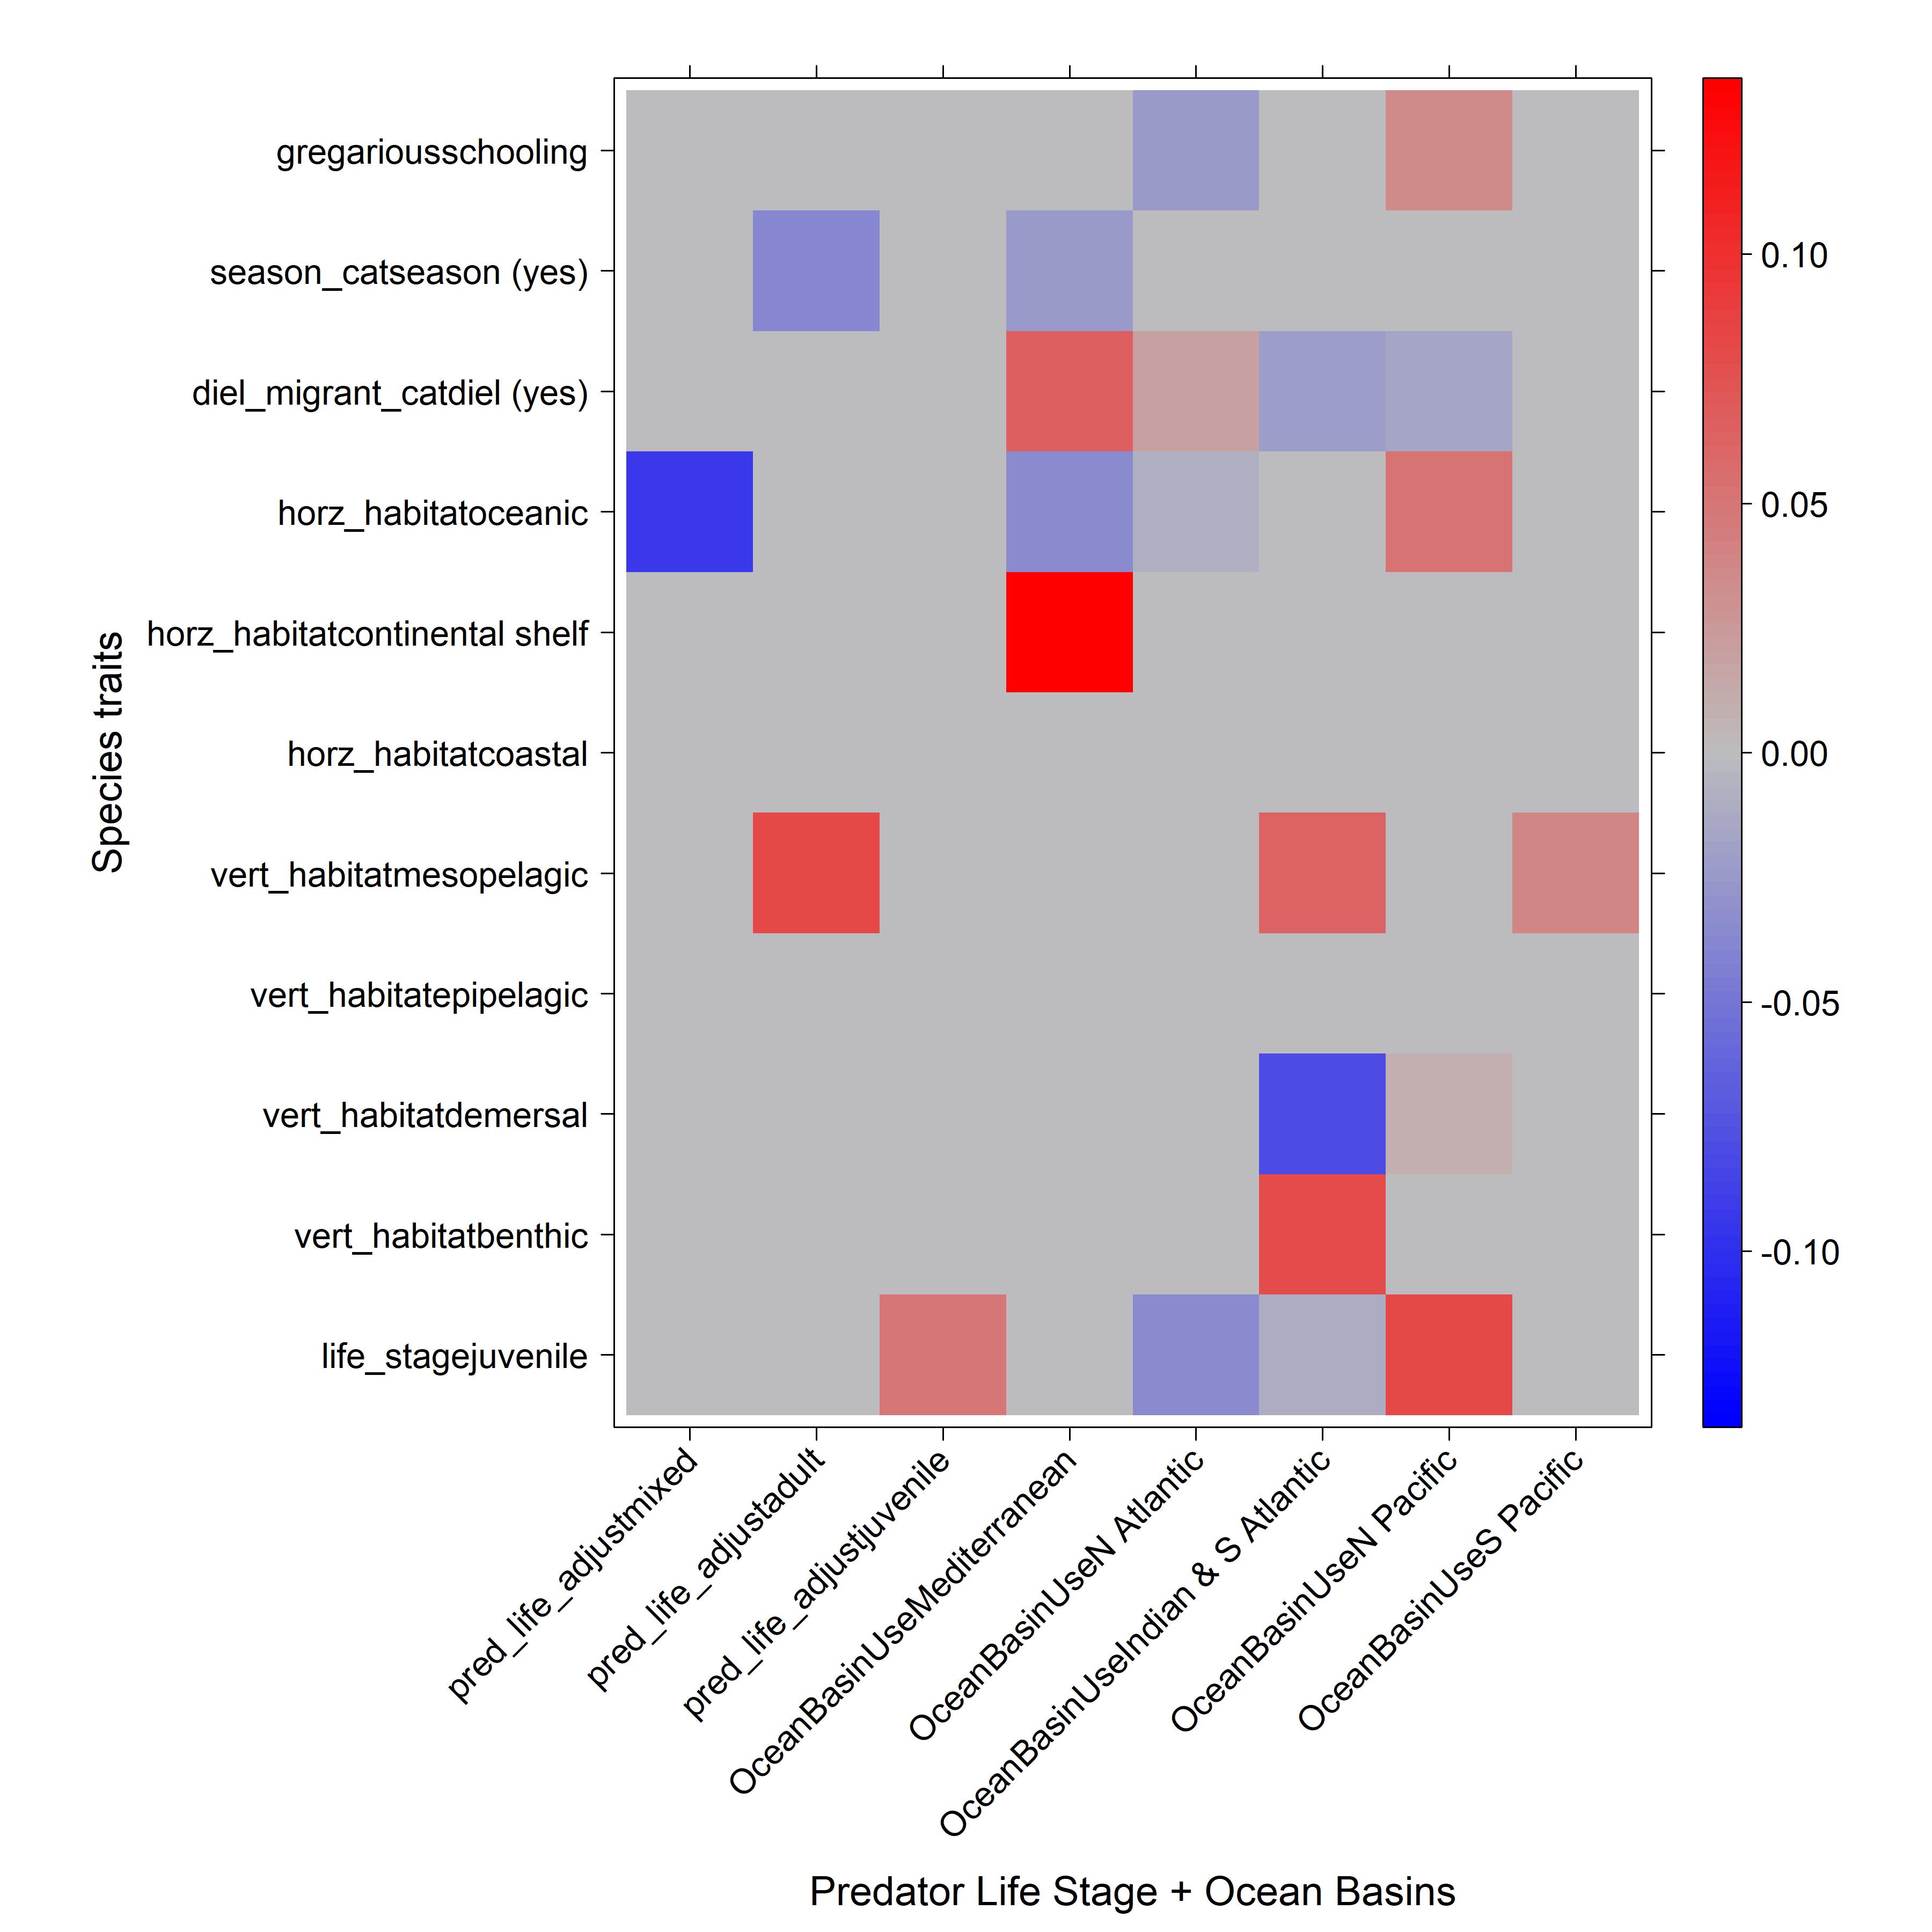 gregariousschooling
season_catseason (yes)
diel_migrant_catdiel (yes)
horz_habitatoceanic
horz_habitatcontinental shelf
horz_habitatcoastal
vert_habitatmesopelagic
vert_habitatepipelagic
vert_habitatdemersal
vert_habitatbenthic
life_stagejuvenile
Species traits
pred_life_adjustmixed
pred_life_adjustadult
pred_life_adjustjuvenile
OceanBasinUseMediterranean
OceanBasinUseN Atlantic
OceanBasinUseIndian & S Atlantic
OceanBasinUseN Pacific
OceanBasinUseS Pacific
Predator Life Stage + Ocean Basins
0.10
0.05
0.00
-0.05
-0.10